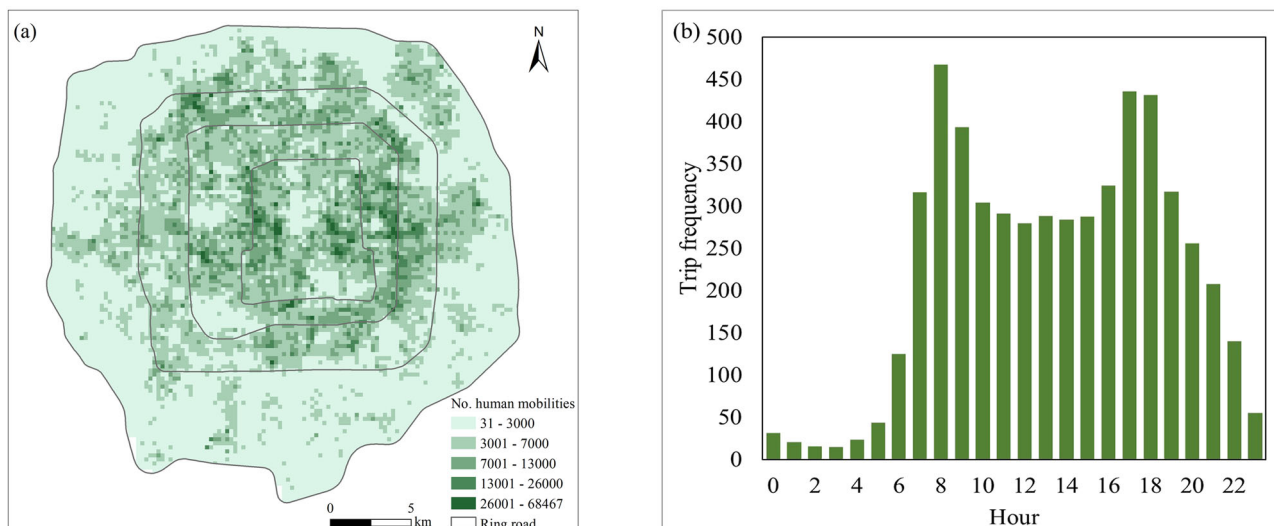 (a)
N
No. human mobilities
31 - 3000
3001 - 7000
7001 - 13000
13001 - 26000
26001 - 68467
Ring road
0 5
km
(b)
500
450
400
350
300
250
200
150
100
50
0
Trip frequency
0 2 4 6 8 10 12 14 16 18 20 22
Hour